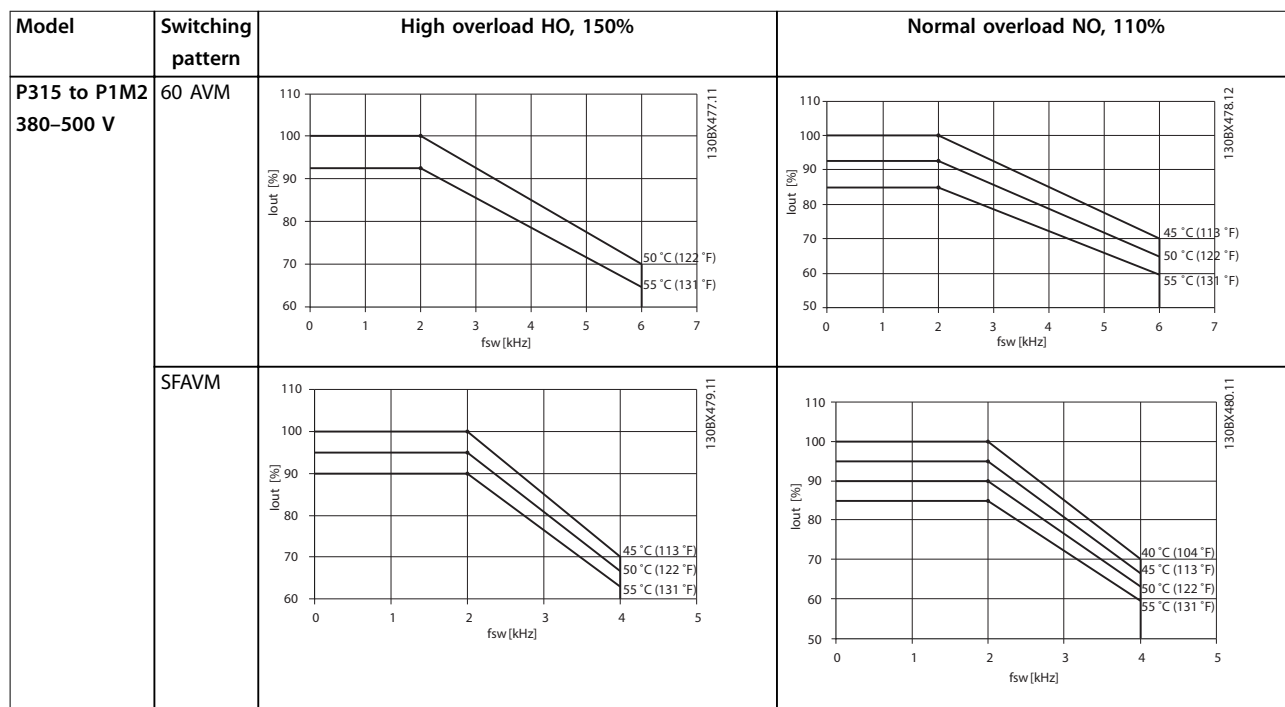 Model
Switching
pattern
High overload HO, 150%
Normal overload NO, 110%
P315 to P1M2
380–500 V
60 AVM
110
100
90
80
70
60
Iout [%]
0 1 2 3 4 5 6 7
fsw [kHz]
50 ˚C (122 ˚F)
55 ˚C (131 ˚F)
130BX477.11
110
100
90
80
70
60
50
Iout [%]
0 1 2 3 4 5 6 7
fsw [kHz]
45 ˚C (113 ˚F)
50 ˚C (122 ˚F)
55 ˚C (131 ˚F)
130BX478.12
SFAVM
110
100
90
80
70
60
Iout [%]
0 1 2 3 4 5
fsw [kHz]
45 ˚C (113 ˚F)
50 ˚C (122 ˚F)
55 ˚C (131 ˚F)
130BX479.11
110
100
90
80
70
60
50
Iout [%]
0 1 2 3 4 5
fsw [kHz]
40 ˚C (104 ˚F)
45 ˚C (113 ˚F)
50 ˚C (122 ˚F)
55 ˚C (131 ˚F)
130BX480.11